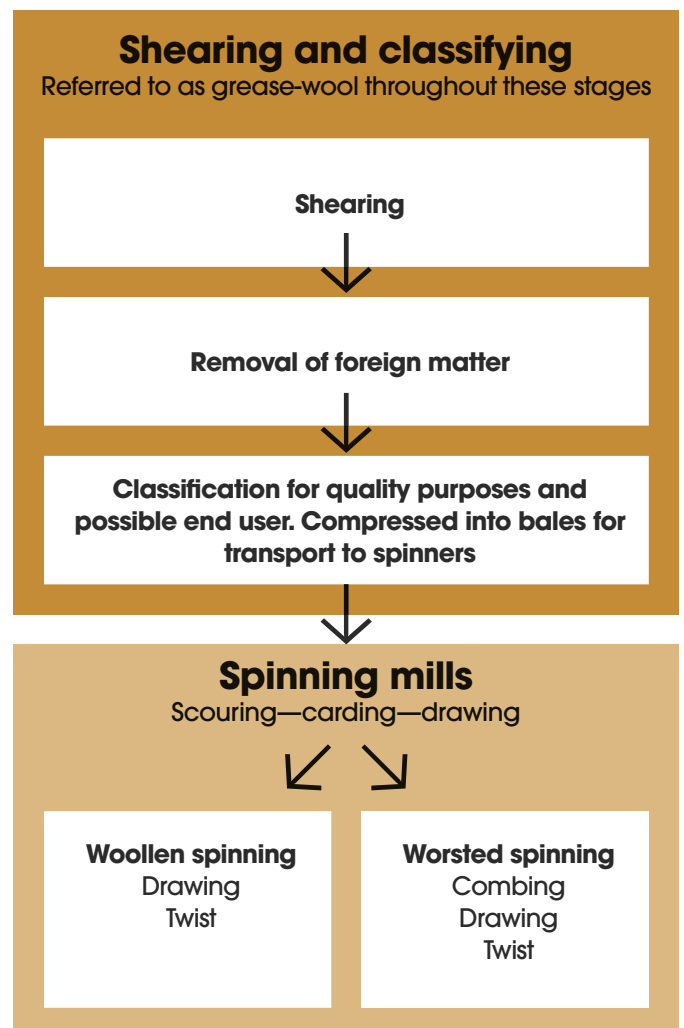 Shearing and classifying
Referred to as grease-wool throughout these stages
Shearing
Removal of foreign matter
Classification for quality purposes and
possible end user. Compressed into bales for
transport to spinners
Spinning mills
Scouring—carding—drawing
Woollen spinning
Drawing
Twist
Worsted spinning
Combing
Drawing
Twist